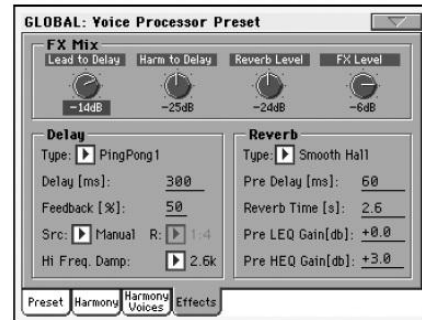 GLOBAL: Voice Processor Preset
FX Mix
Lead to Delay Harm to Delay Reverb Level FX Level
-14dB -25dB -24dB -6dB
Delay
Type: PingPong1
Delay [ms]: 300
Feedback [%]: 50
Src: Manual R: 1:4
Hi Freq. Damp: 2.6k
Reverb
Type: Smooth Hall
Pre Delay [ms]: 60
Reverb Time [s]: 2.6
Pre LEQ Gain[db]: +0.0
Pre HEQ Gain[db]: +3.0
Preset Harmony Harmony Voices Effects